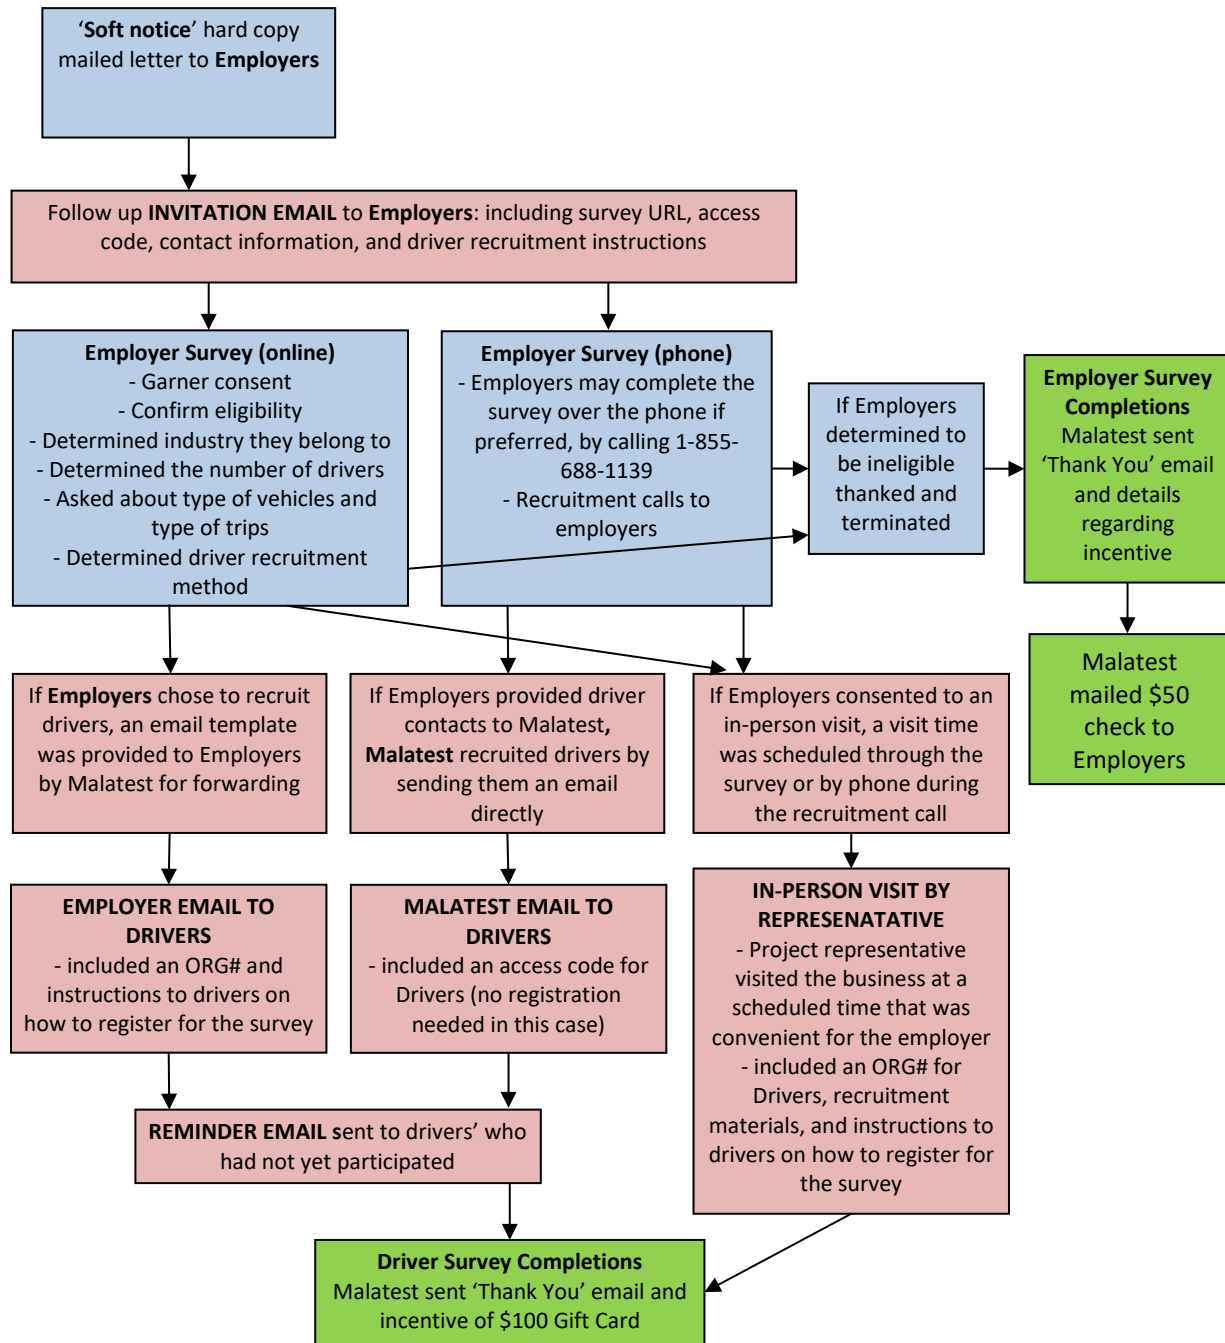 ‘Soft notice’ hard copy
mailed letter to Employers
Follow up INVITATION EMAIL to Employers: including survey URL, access
code, contact information, and driver recruitment instructions
Employer Survey (online)
- Garner consent
- Confirm eligibility
- Determined industry they belong to
- Determined the number of drivers
- Asked about type of vehicles and
type of trips
- Determined driver recruitment
method
Employer Survey (phone)
- Employers may complete the
survey over the phone if
preferred, by calling 1-855-
688-1139
- Recruitment calls to
employers
If Employers
determined to
be ineligible
thanked and
terminated
Employer Survey
Completions
Malatest sent
‘Thank You’ email
and details
regarding
incentive
Malatest
mailed $50
check to
Employers
If Employers chose to recruit
drivers, an email template
was provided to Employers
by Malatest for forwarding
If Employers provided driver
contacts to Malatest, 
Malatest recruited drivers by
sending them an email
directly
If Employers consented to an
in-person visit, a visit time
was scheduled through the
survey or by phone during
the recruitment call
EMPLOYER EMAIL TO
DRIVERS
- included an ORG# and
instructions to drivers on
how to register for the survey
MALATEST EMAIL TO
DRIVERS
- included an access code for
Drivers (no registration
needed in this case)
IN-PERSON VISIT BY
REPRESENATATIVE
- Project representative
visited the business at a
scheduled time that was
convenient for the employer
- included an ORG# for
Drivers, recruitment
materials, and instructions to
drivers on how to register for
the survey
REMINDER EMAIL sent to drivers’ who
had not yet participated
Driver Survey Completions
Malatest sent ‘Thank You’ email and
incentive of $100 Gift Card